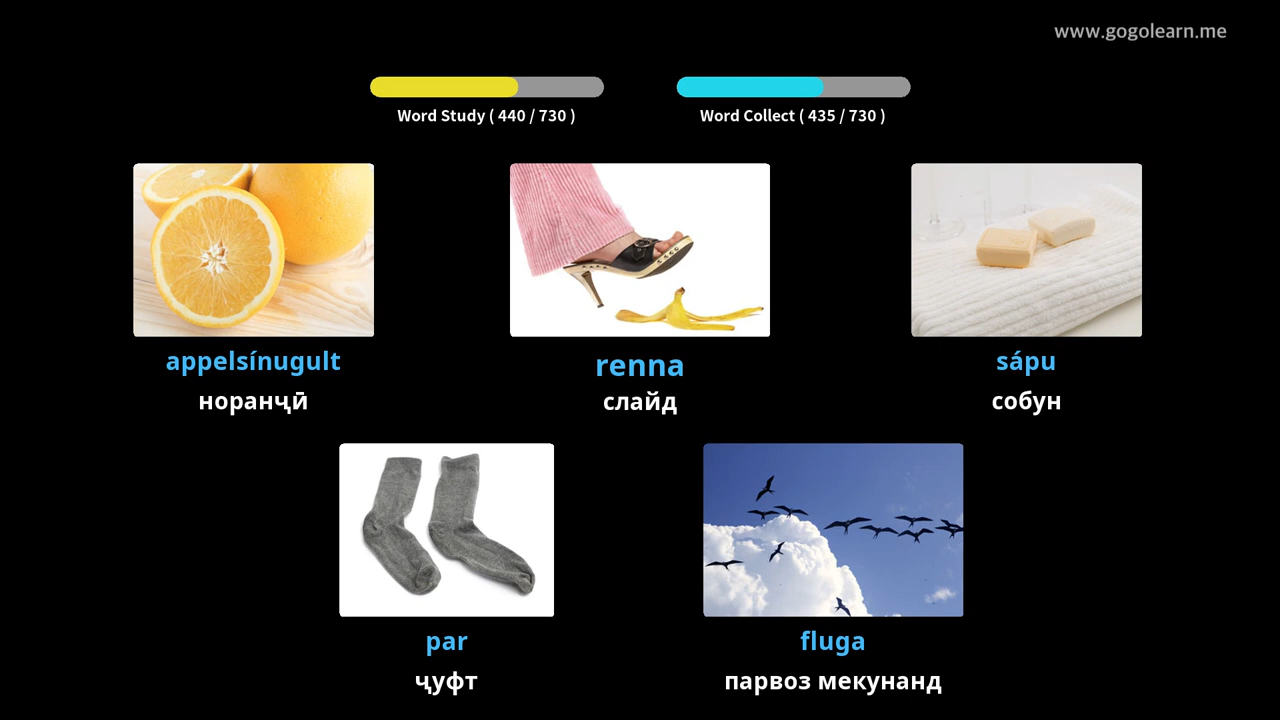 www.gogolearn.me
Word Study ( 440 / 730 )
Word Collect ( 435 / 730 )
appelsínugult
норанҷӣ
renna
слайд
sápu
собун
par
ҷуфт
fluga
парвоз мекунанд